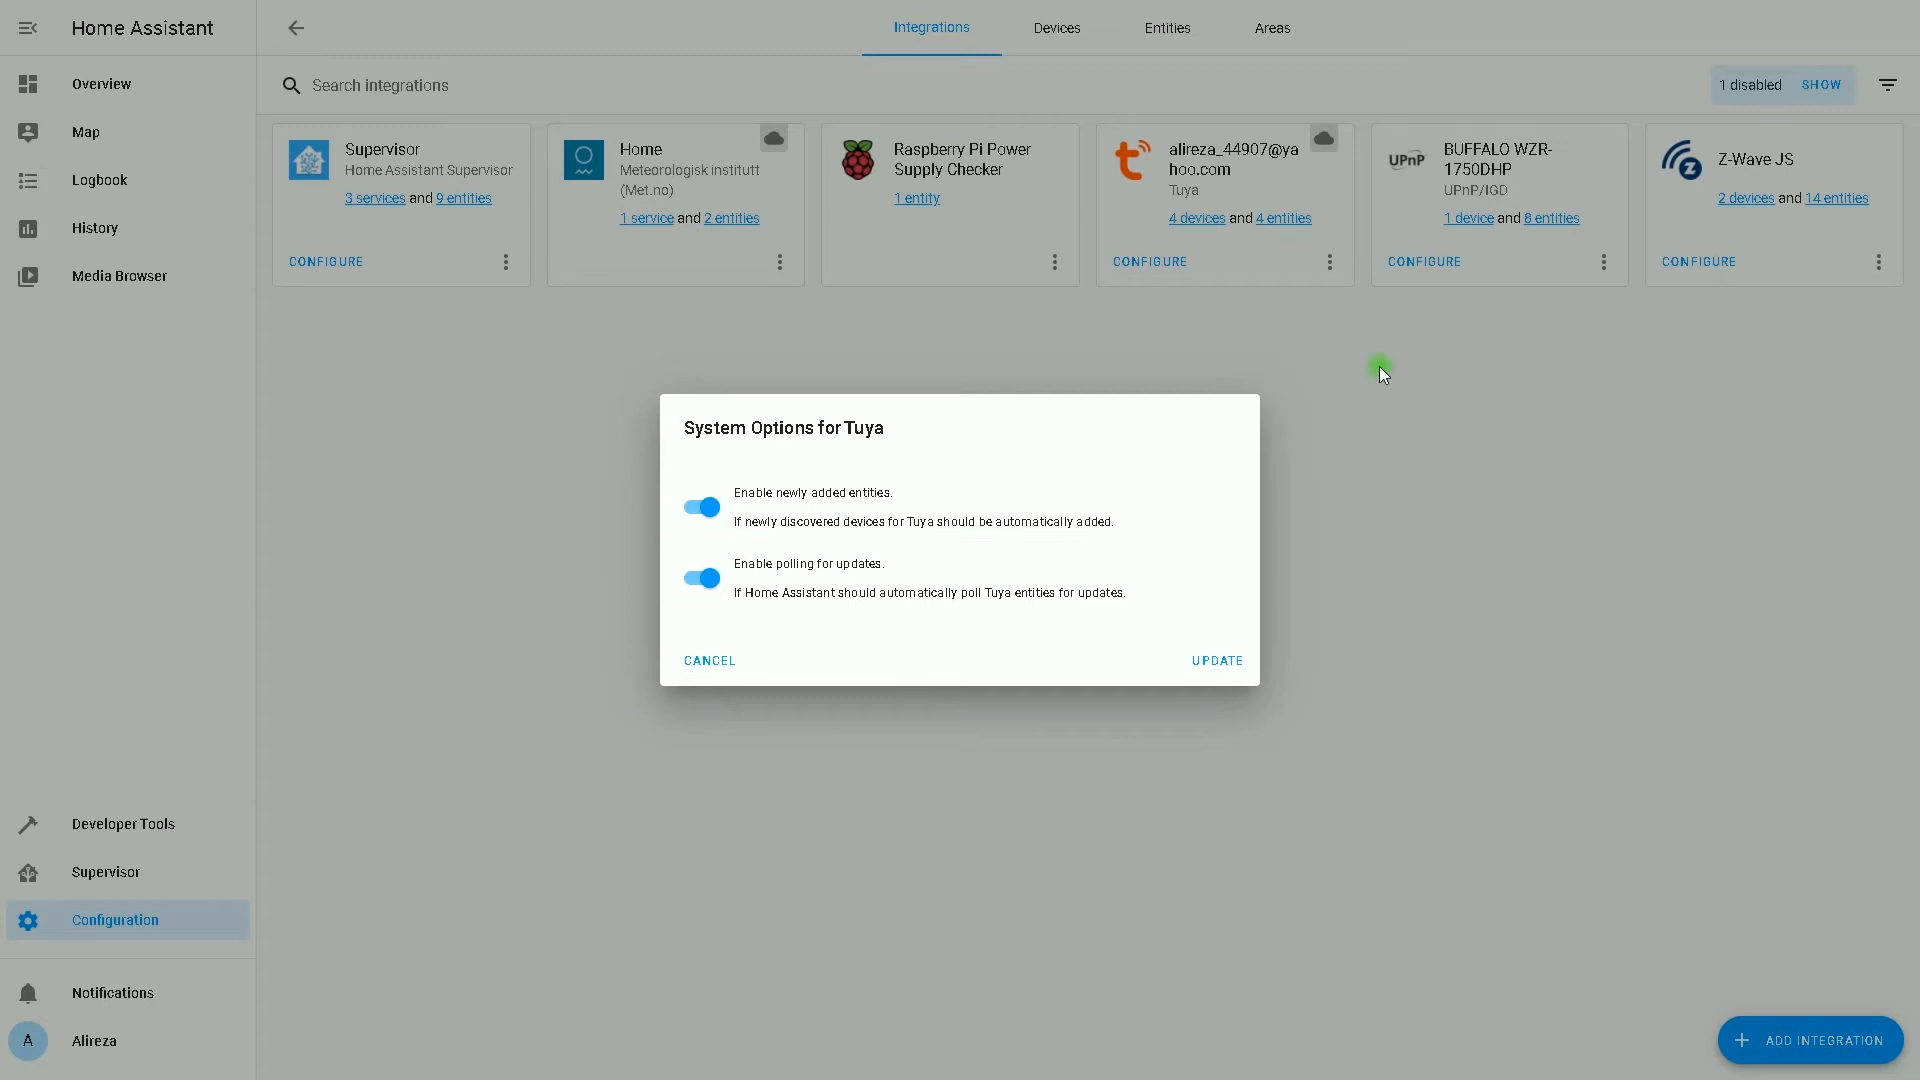 Home Assistant
Integrations
Devices
Entities
Areas
Overview
Map
Logbook
History
Media Browser
Search integrations
1 disabled SHOW
Supervisor
Home Assistant Supervisor
3 services and 9 entities
CONFIGURE
Home
Meteorologisk institutt
(Met.no)
1 service and 2 entities
Raspberry Pi Power
Supply Checker
1 entity
alireza_44907@ya
hoo.com
Tuya
4 devices and 4 entities
CONFIGURE
UPnP
BUFFALO WZR-
1750DHP
UPnP/IGD
1 device and 8 entities
CONFIGURE
Z-Wave JS
2 devices and 14 entities
CONFIGURE
System Options for Tuya
Enable newly added entities.
If newly discovered devices for Tuya should be automatically added.
Enable polling for updates.
If Home Assistant should automatically poll Tuya entities for updates.
CANCEL
UPDATE
Developer Tools
Supervisor
Configuration
Notifications
A
Alireza
ADD INTEGRATION